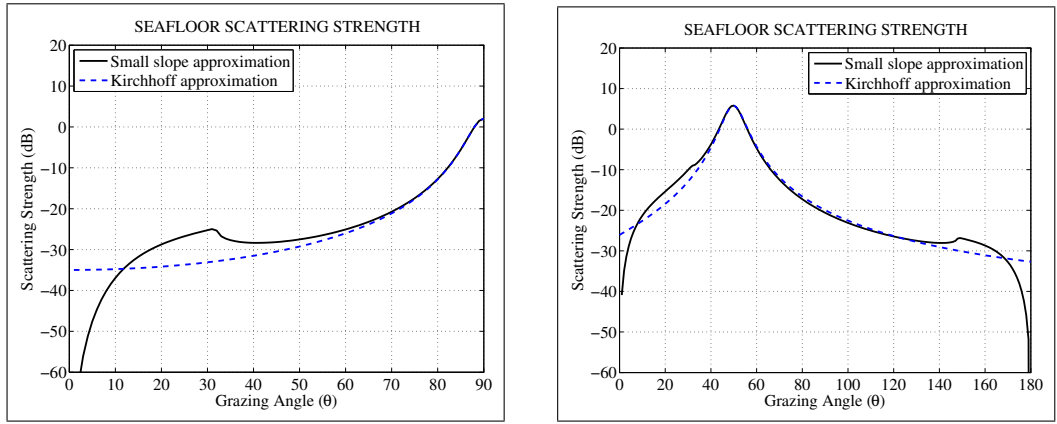 SEAFLOOR SCATTERING STRENGTH
20
10
0
−10
−20
−30
−40
−50
−60
Scattering Strength (dB)
Small slope approximation
Kirchhoff approximation
0 10 20 30 40 50 60 70 80 90
Grazing Angle (θ)
SEAFLOOR SCATTERING STRENGTH
20
10
0
−10
−20
−30
−40
−50
−60
Scattering Strength (dB)
Small slope approximation
Kirchhoff approximation
0 20 40 60 80 100 120 140 160 180
Grazing Angle (θ)